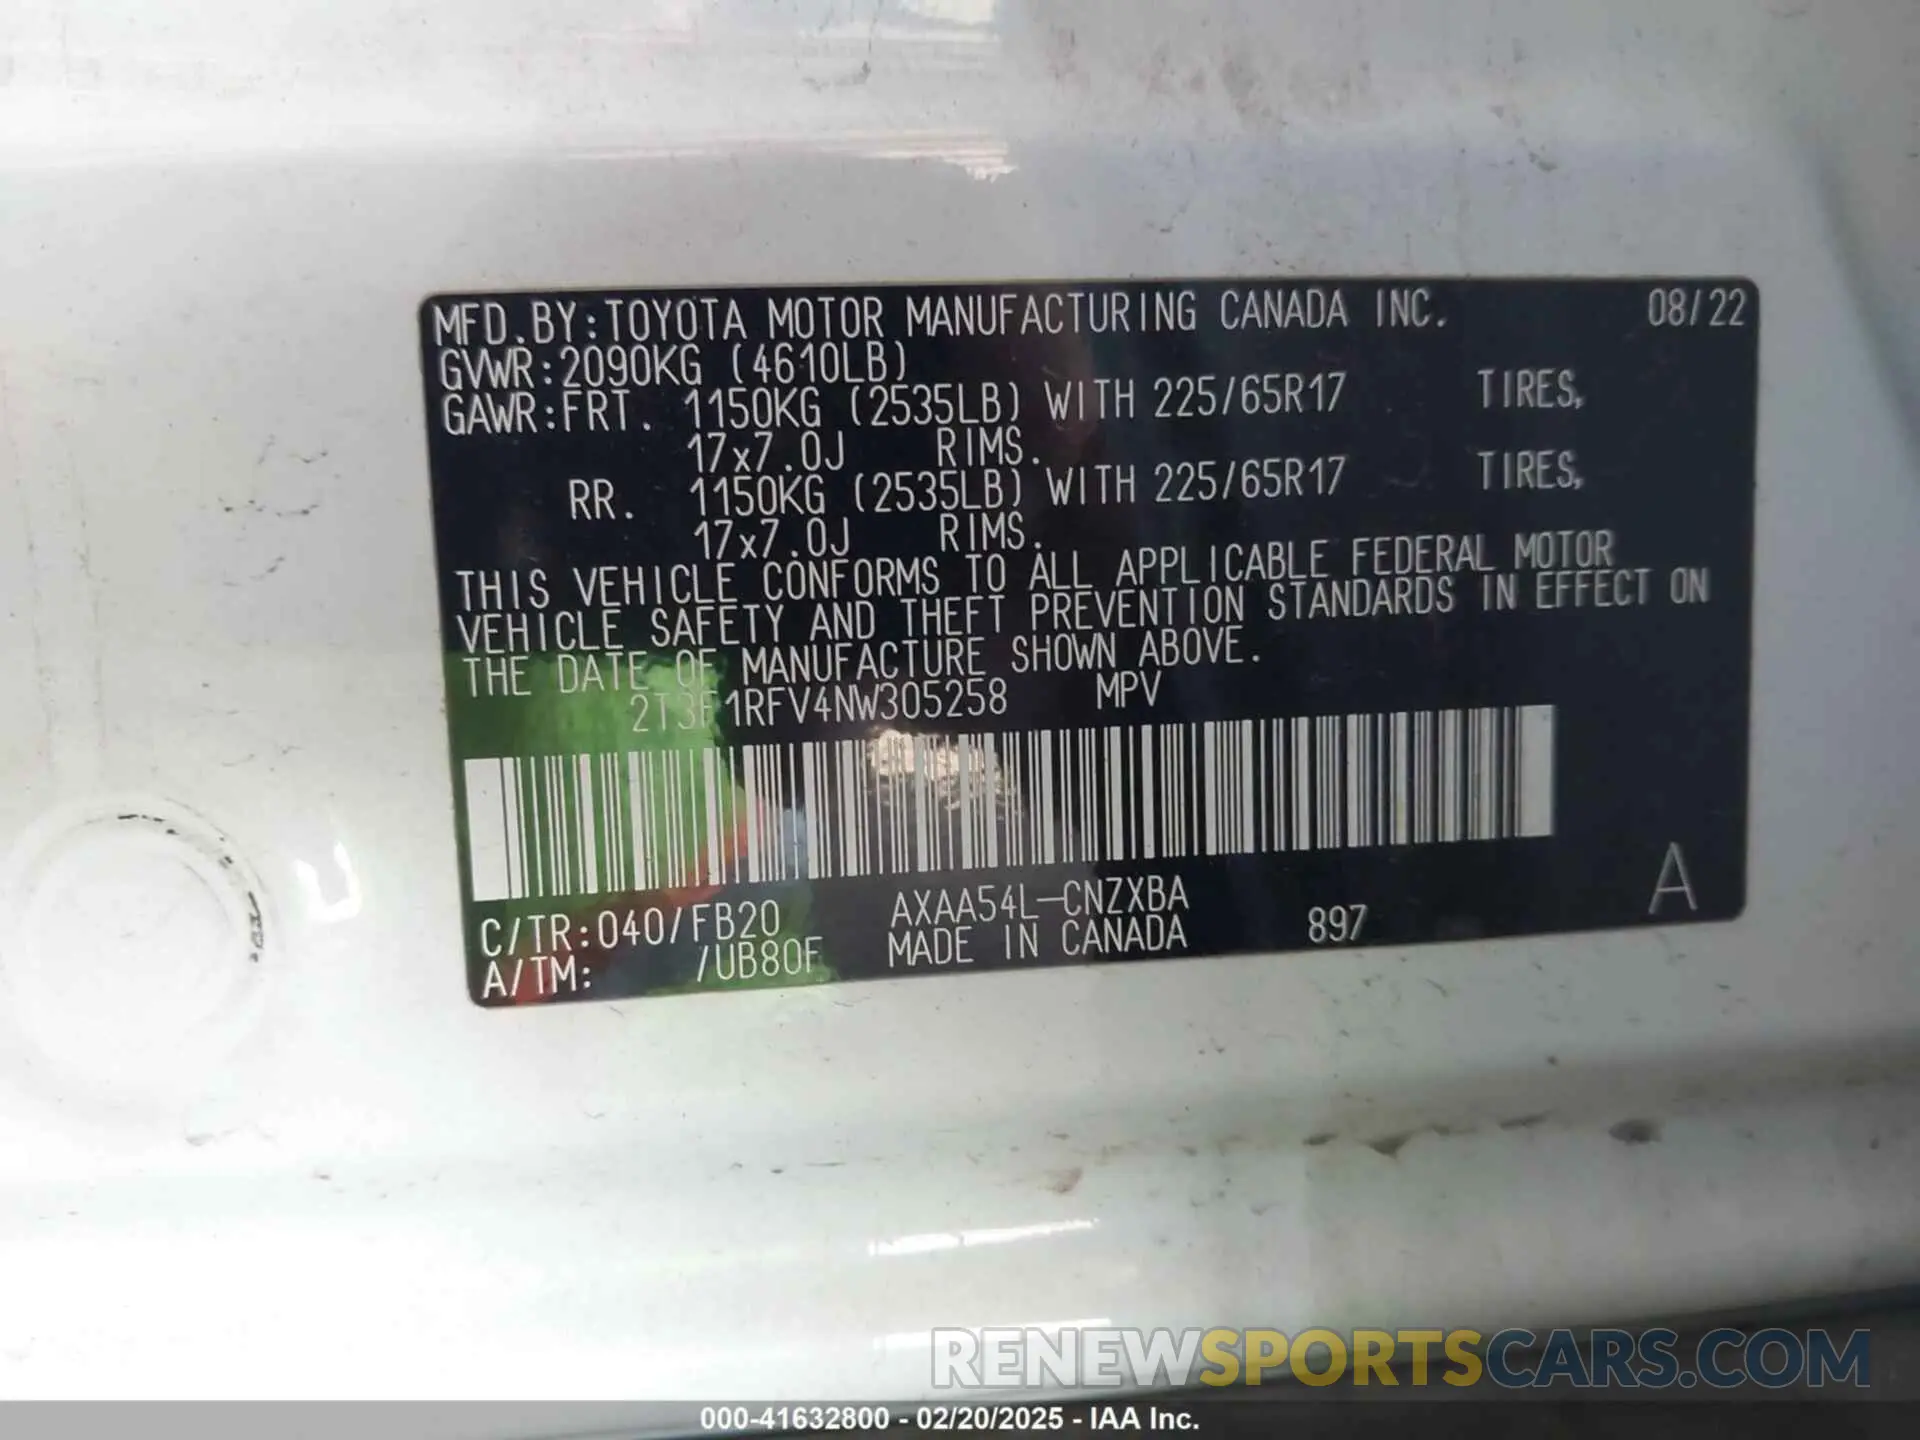 MFD.BY:TOYOTA MOTOR MANUFACTURING CANADA INC. 08/22
GVWR:2090KG (4610LB)
GAWR:FRT. 1150KG (2535LB) WITH 225/65R17 TIRES,
17x7.0J RIMS.
RR. 1150KG (2535LB) WITH 225/65R17 TIRES,
17x7.0J RIMS.
THIS VEHICLE CONFORMS TO ALL APPLICABLE FEDERAL MOTOR
VEHICLE SAFETY AND THEFT PREVENTION STANDARDS IN EFFECT ON
THE DATE OF MANUFACTURE SHOWN ABOVE.
2T3F1RFV4NW305258 MPV
C/TR:040/FB20 AXAA54L-CNZXBA
A/TM: /UB80F MADE IN CANADA 897 A
RENEWSPORTSCARS.COM
000-41632800 - 02/20/2025 - IAA Inc.